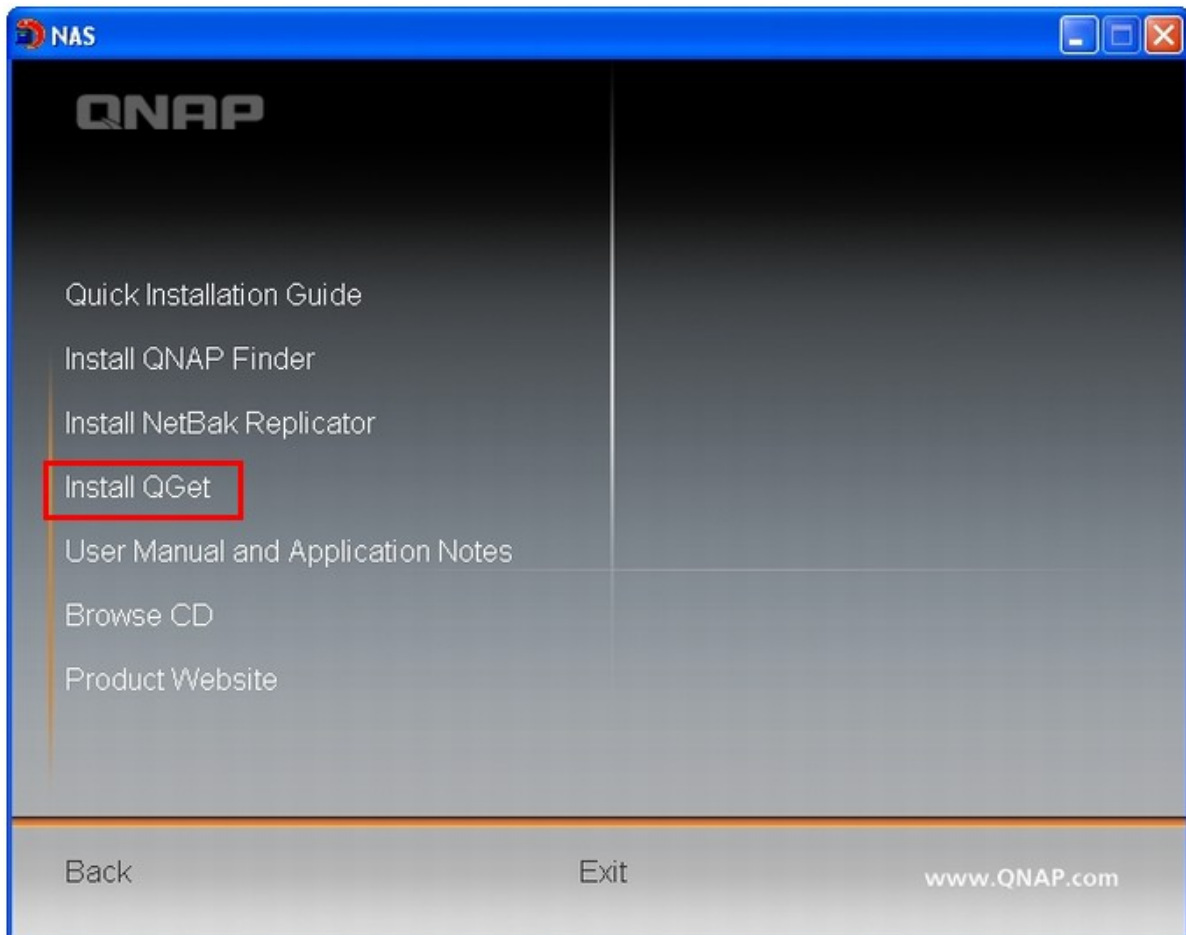 NAS
QNAP
Quick Installation Guide
Install QNAP Finder
Install NetBak Replicator
Install QGet
User Manual and Application Notes
Browse CD
Product Website
Back
Exit
www.QNAP.com